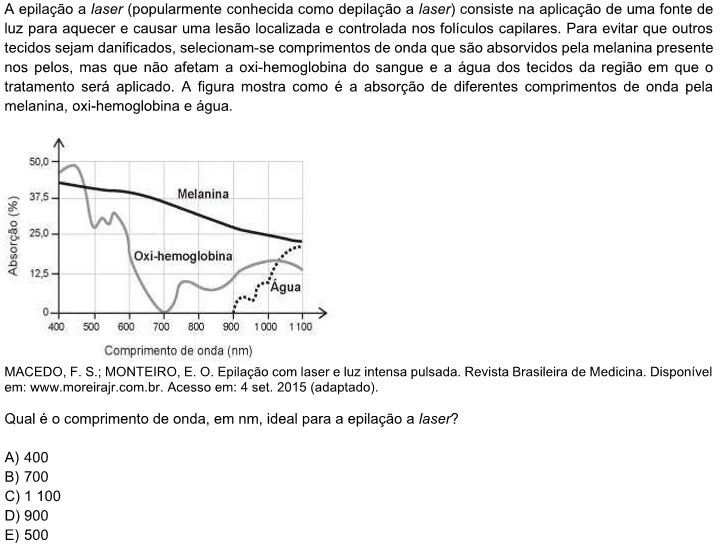 A epilação a laser (popularmente conhecida como depilação a laser) consiste na aplicação de uma fonte de
luz para aquecer e causar uma lesão localizada e controlada nos folículos capilares. Para evitar que outros
tecidos sejam danificados, selecionam-se comprimentos de onda que são absorvidos pela melanina presente
nos pelos, mas que não afetam a oxi-hemoglobina do sangue e a água dos tecidos da região em que o
tratamento será aplicado. A figura mostra como é a absorção de diferentes comprimentos de onda pela
melanina, oxi-hemoglobina e água.
Absorção (%)
50,0
37,5
25,0
12,5
0
Melanina
Oxi-hemoglobina
Água
400 500 600 700 800 900 1 000 1 100
Comprimento de onda (nm)
MACEDO, F. S.; MONTEIRO, E. O. Epilação com laser e luz intensa pulsada. Revista Brasileira de Medicina. Disponível
em: www.moreirajr.com.br. Acesso em: 4 set. 2015 (adaptado).
Qual é o comprimento de onda, em nm, ideal para a epilação a laser?
A) 400
B) 700
C) 1 100
D) 900
E) 500